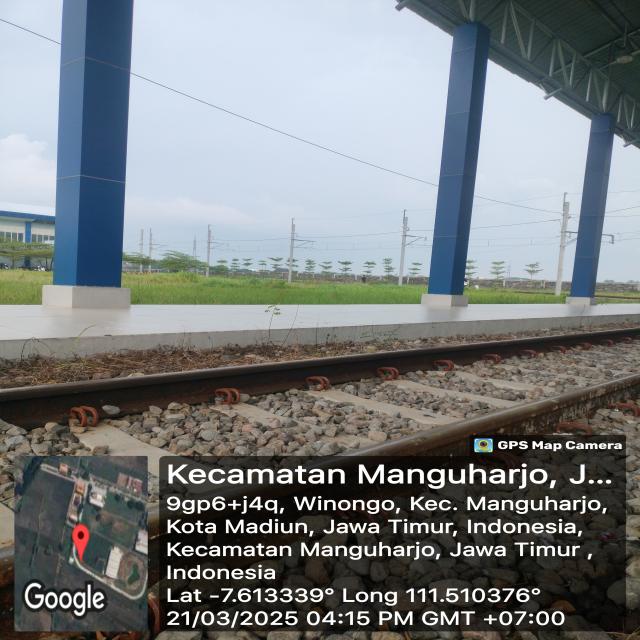 GPS Map Camera
Kecamatan Manguharjo, J...
9gp6+j4q, Winongo, Kec. Manguharjo,
Kota Madiun, Jawa Timur, Indonesia,
Kecamatan Manguharjo, Jawa Timur ,
Indonesia
Lat -7.613339° Long 111.510376°
21/03/2025 04:15 PM GMT +07:00
Google